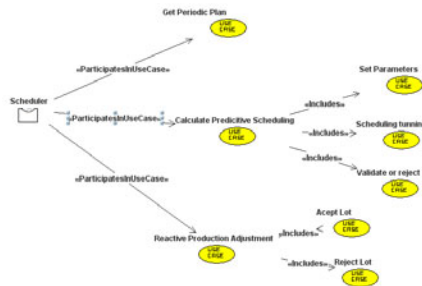 Get Periodic Plan
USE
CASE
«ParticipatesInUseCase»
Set Parameters
USE
CASE
Scheduler
«Includes»
«ParticipatesInUseCase»
Calculate Predicitive Scheduling
USE
CASE
«Includes»
Scheduling tunnin
USE
CASE
«Includes»
Validate or reject
USE
CASE
«ParticipatesInUseCase»
Acept Lot
USE
CASE
Reactive Production Adjustment
USE
CASE
«Includes»
«Includes»
Reject Lot
USE
CASE